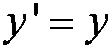 y' = y